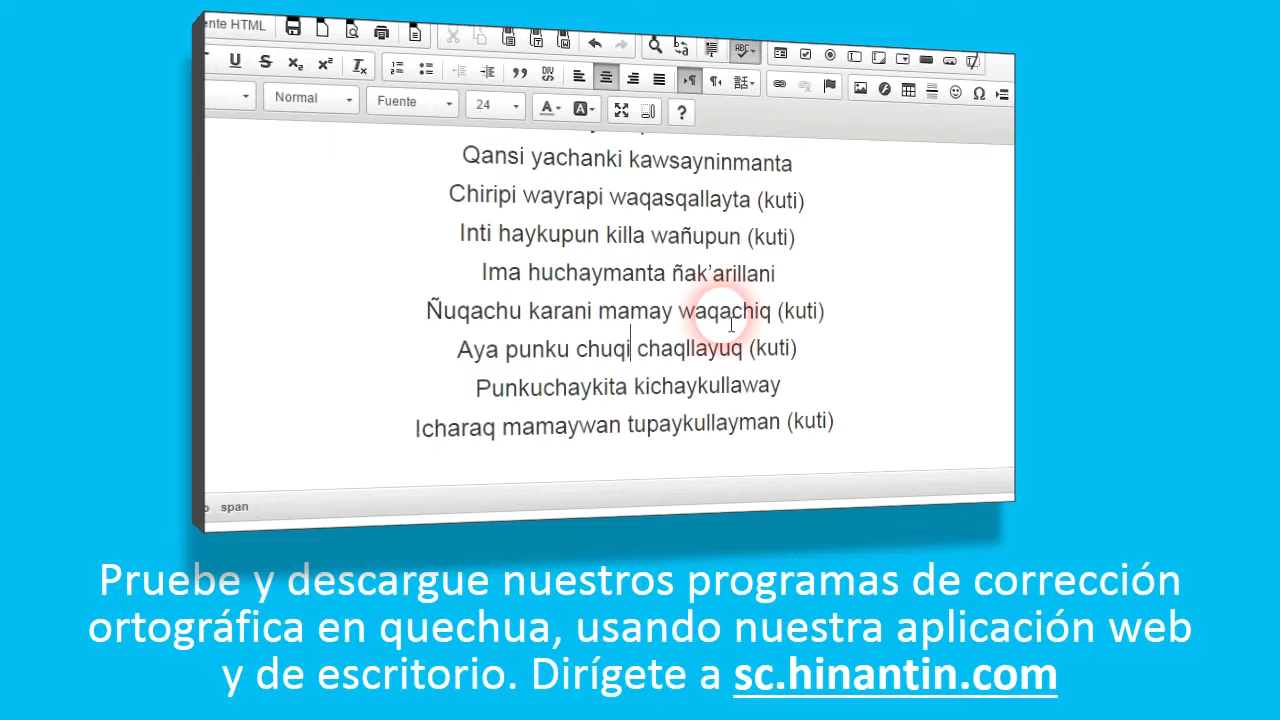 ente HTML
Normal
Fuente
24
Qansi yachanki kawsayninmanta
Chiripi wayrapi waqasqallayta (kuti)
Inti haykupun killa wañupun (kuti)
Ima huchaymanta ñak’arillani
Ñuqachu karani mamay waqachiq (kuti)
Aya punku chuqi chaqllayuq (kuti)
Punkuchaykita kichaykullaway
Icharaq mamaywan tupaykullayman (kuti)
span
Pruebe y descargue nuestros programas de corrección
ortográfica en quechua, usando nuestra aplicación web
y de escritorio. Dirígete a sc.hinantin.com